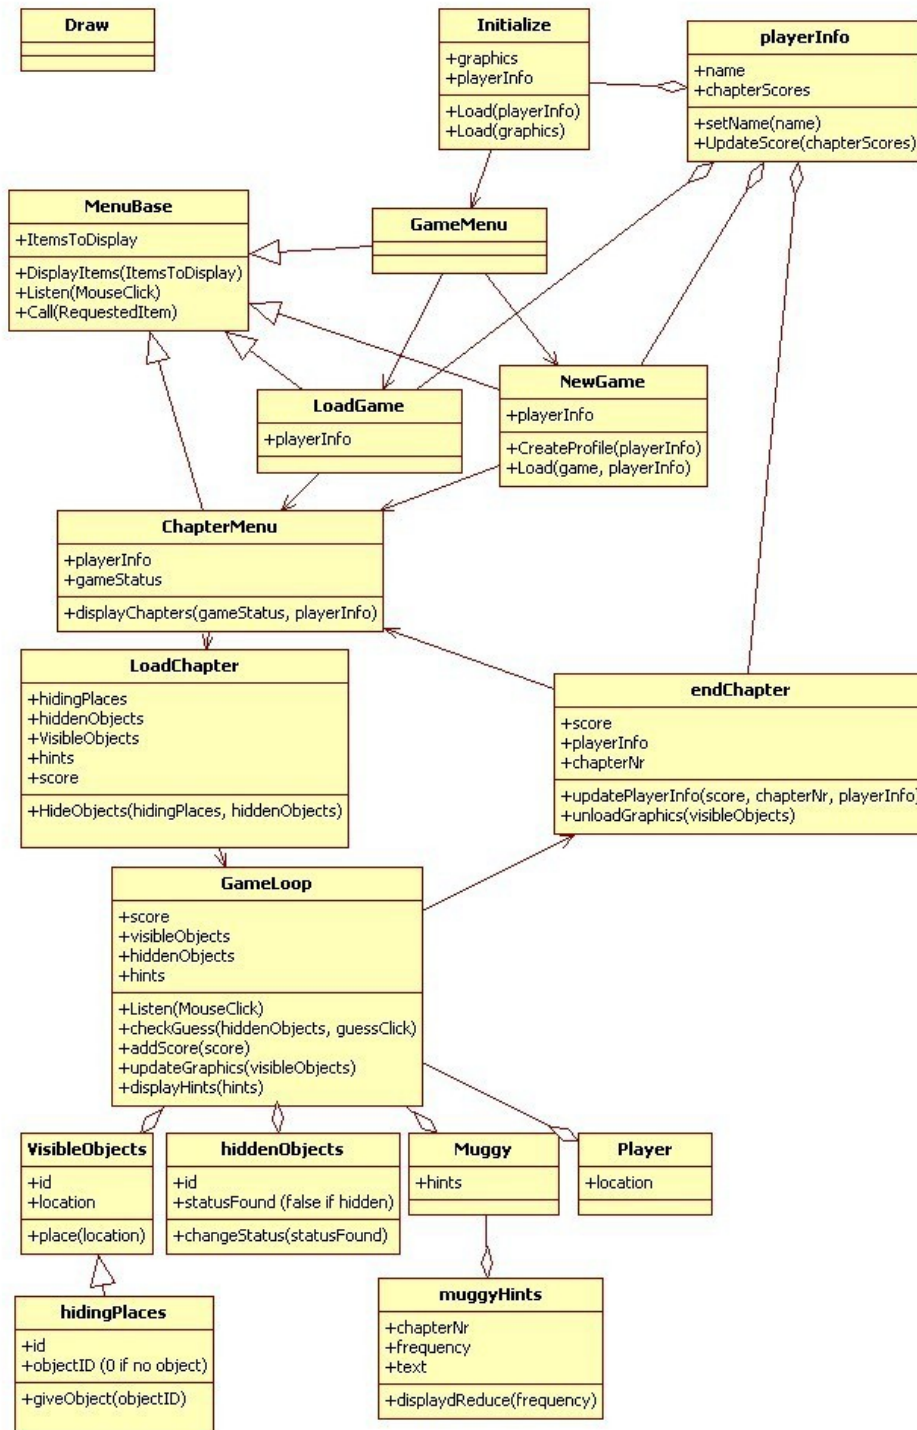 Draw
Initialize
+graphics
+playerInfo
+Load(playerInfo)
+Load(graphics)
playerInfo
+name
+chapterScores
+setName(name)
+UpdateScore(chapterScores)
MenuBase
+ItemsToDisplay
+DisplayItems(ItemsToDisplay)
+Listen(MouseClick)
+Call(RequestedItem)
GameMenu
LoadGame
+playerInfo
NewGame
+playerInfo
+CreateProfile(playerInfo)
+Load(game, playerInfo)
ChapterMenu
+playerInfo
+gameStatus
+displayChapters(gameStatus, playerInfo)
LoadChapter
+hidingPlaces
+hiddenObjects
+VisibleObjects
+hints
+score
+HideObjects(hidingPlaces, hiddenObjects)
endChapter
+score
+playerInfo
+chapterNr
+updatePlayerInfo(score, chapterNr, playerInfo)
+unloadGraphics(visibleObjects)
GameLoop
+score
+visibleObjects
+hiddenObjects
+hints
+Listen(MouseClick)
+checkGuess(hiddenObjects, guessClick)
+addScore(score)
+updateGraphics(visibleObjects)
+displayHints(hints)
VisibleObjects
+id
+location
+place(location)
hiddenObjects
+id
+statusFound (false if hidden)
+changeStatus(statusFound)
Muggy
+hints
Player
+location
hidingPlaces
+id
+objectID (0 if no object)
+giveObject(objectID)
muggyHints
+chapterNr
+frequency
+text
+displaydReduce(frequency)